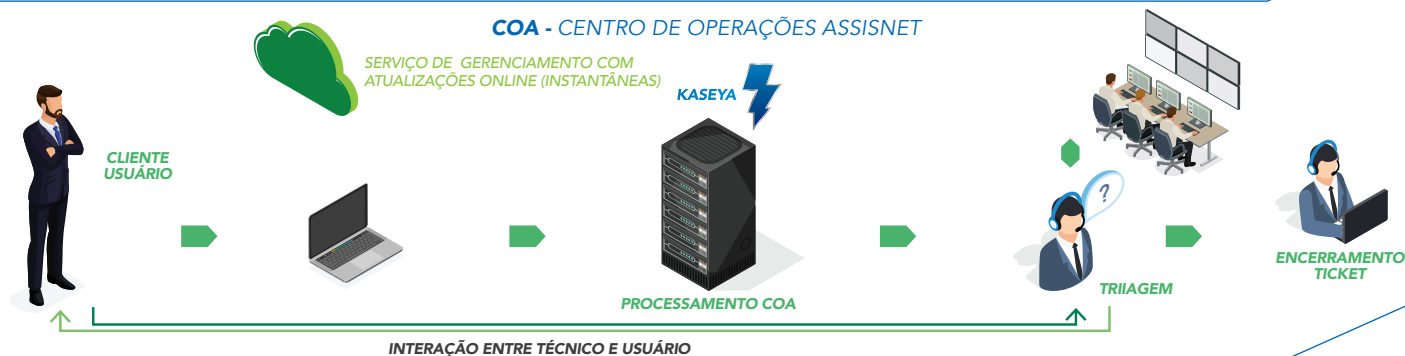 COA - CENTRO DE OPERAÇÕES ASSISNET
SERVIÇO DE GERENCIAMENTO COM
ATUALIZAÇÕES ONLINE (INSTANTÂNEAS)
KASEYA
CLIENTE
USUÁRIO
?
PROCESSAMENTO COA
TRIIAGEM
ENCERRAMENTO
TICKET
INTERAÇÃO ENTRE TÉCNICO E USUÁRIO